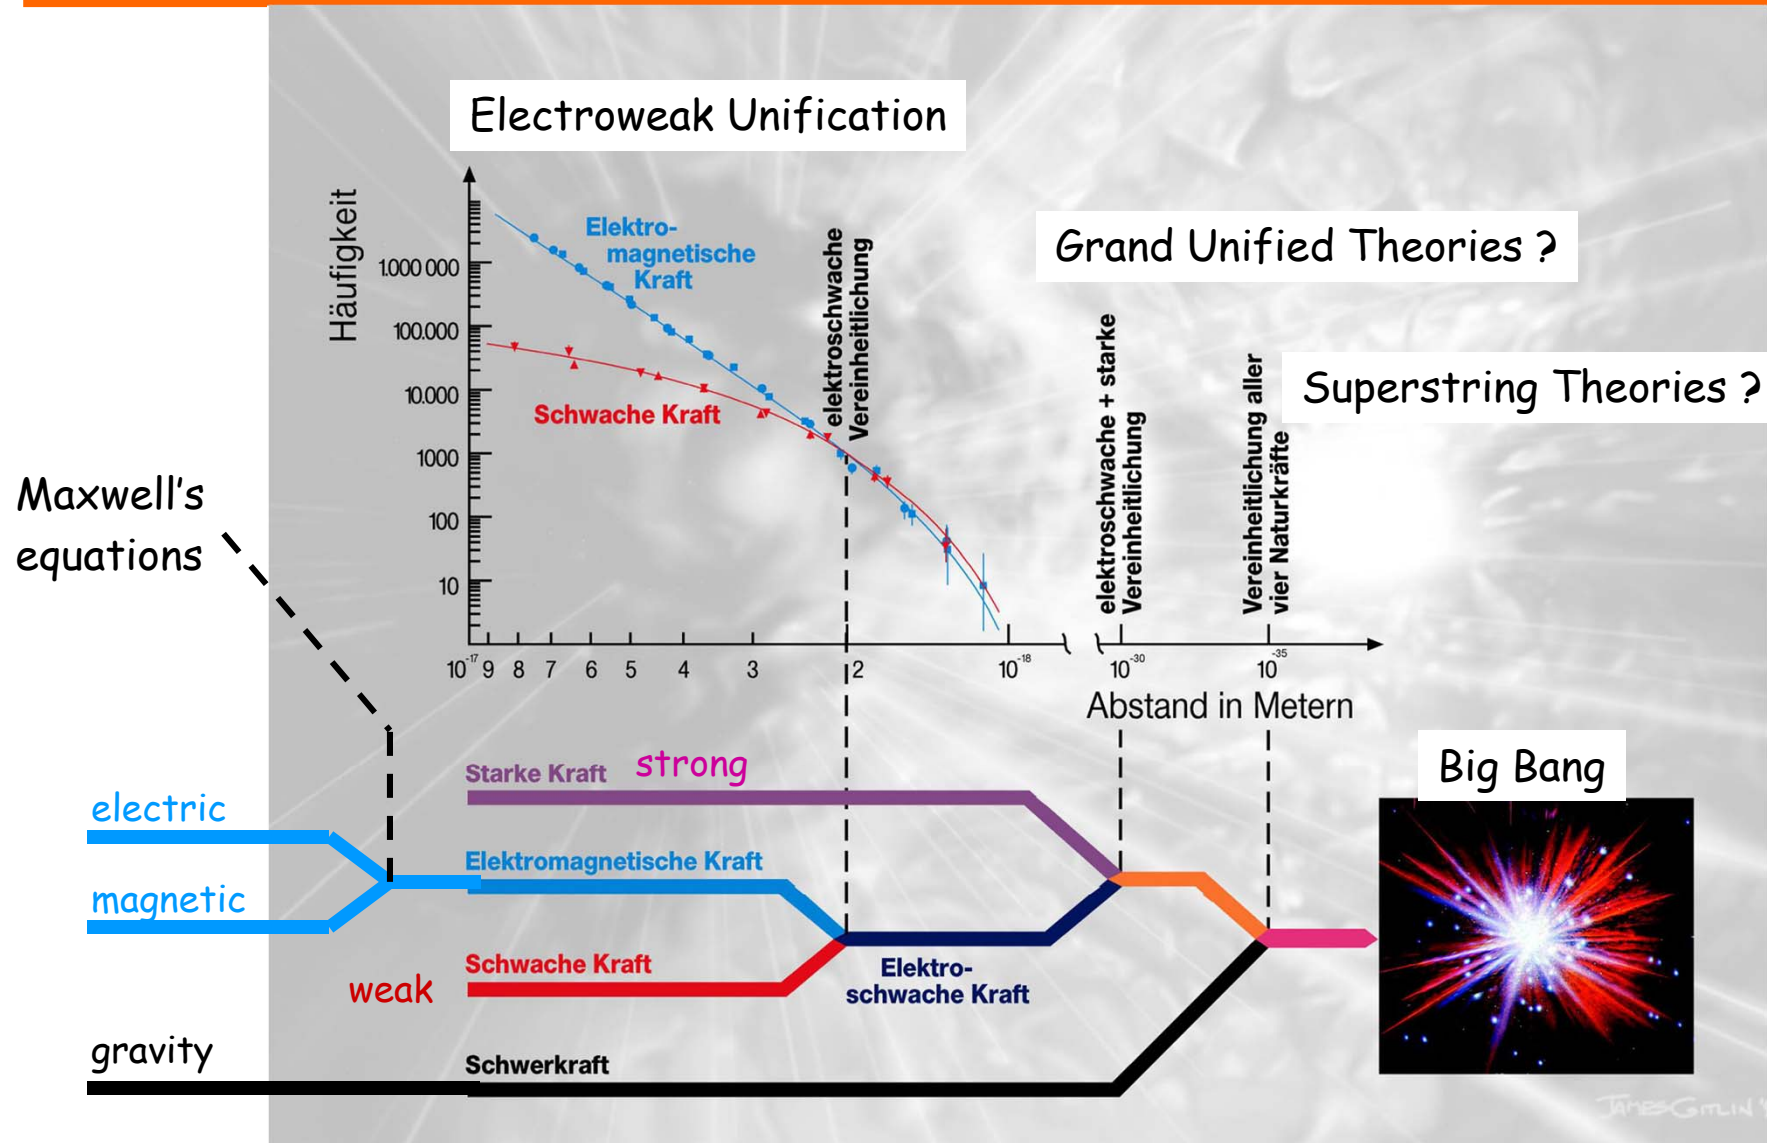 Electroweak Unification
Häufigkeit
1.000 000
100.000
10.000
1000
100
10
Elektro-
magnetische
Kraft
Schwache Kraft
elektroschwache
Vereinheitlichung
Grand Unified Theories ?
elektroschwache + starke
Vereinheitlichung
Superstring Theories ?
Vereinheitlichung aller
vier Naturkräfte
Maxwell's
equations
10⁻¹⁷ 9 8 7 6 5 4 3 2 10⁻¹⁸ 10⁻³⁰ 10⁻³⁵
Abstand in Metern
Starke Kraft strong
Big Bang
electric
Elektromagnetische Kraft
magnetic
Schwache Kraft
weak
Elektro-
schwache Kraft
gravity
Schwerkraft
JAMES GITLIN